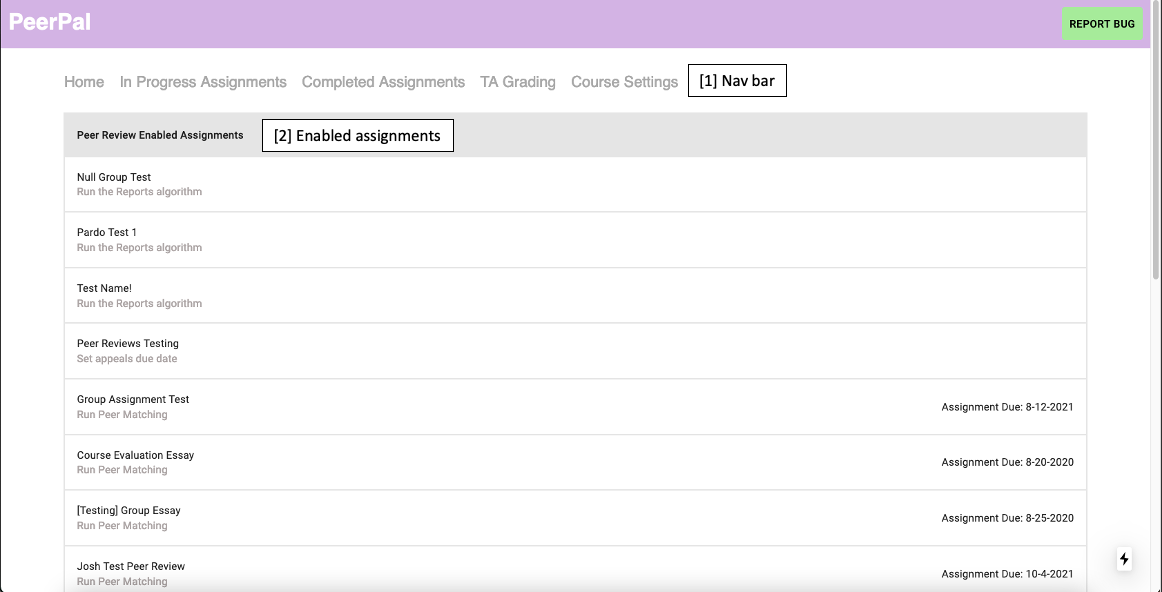 PeerPal
REPORT BUG
Home In Progress Assignments Completed Assignments TA Grading Course Settings [1] Nav bar
Peer Review Enabled Assignments [2] Enabled assignments
Null Group Test
Run the Reports algorithm
Pardo Test 1
Run the Reports algorithm
Test Name!
Run the Reports algorithm
Peer Reviews Testing
Set appeals due date
Group Assignment Test
Run Peer Matching
Assignment Due: 8-12-2021
Course Evaluation Essay
Run Peer Matching
Assignment Due: 8-20-2020
[Testing] Group Essay
Run Peer Matching
Assignment Due: 8-25-2020
Josh Test Peer Review
Run Peer Matching
Assignment Due: 10-4-2021